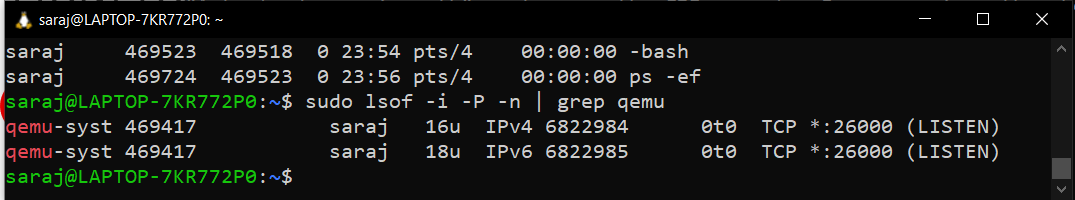 saraj@LAPTOP-7KR772P0: ~
saraj     469523  469518  0 23:54 pts/4    00:00:00 -bash
saraj     469724  469523  0 23:56 pts/4    00:00:00 ps -ef
saraj@LAPTOP-7KR772P0:~$ sudo lsof -i -P -n | grep qemu
qemu-syst 469417            saraj   16u  IPv4 6822984      0t0  TCP *:26000 (LISTEN)
qemu-syst 469417            saraj   18u  IPv6 6822985      0t0  TCP *:26000 (LISTEN)
saraj@LAPTOP-7KR772P0:~$